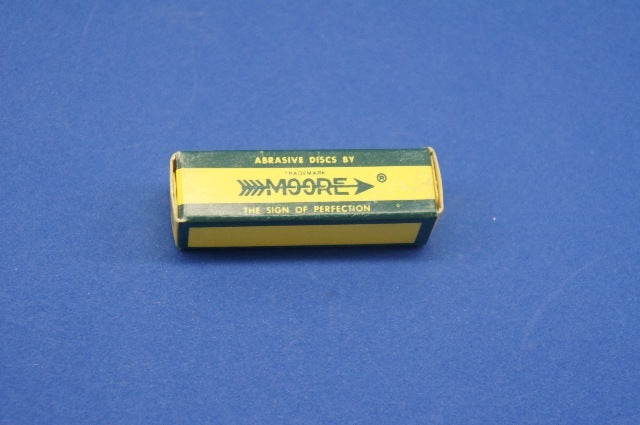 ABRASIVE DISCS BY
TRADEMARK
MOORE ®
THE SIGN OF PERFECTION